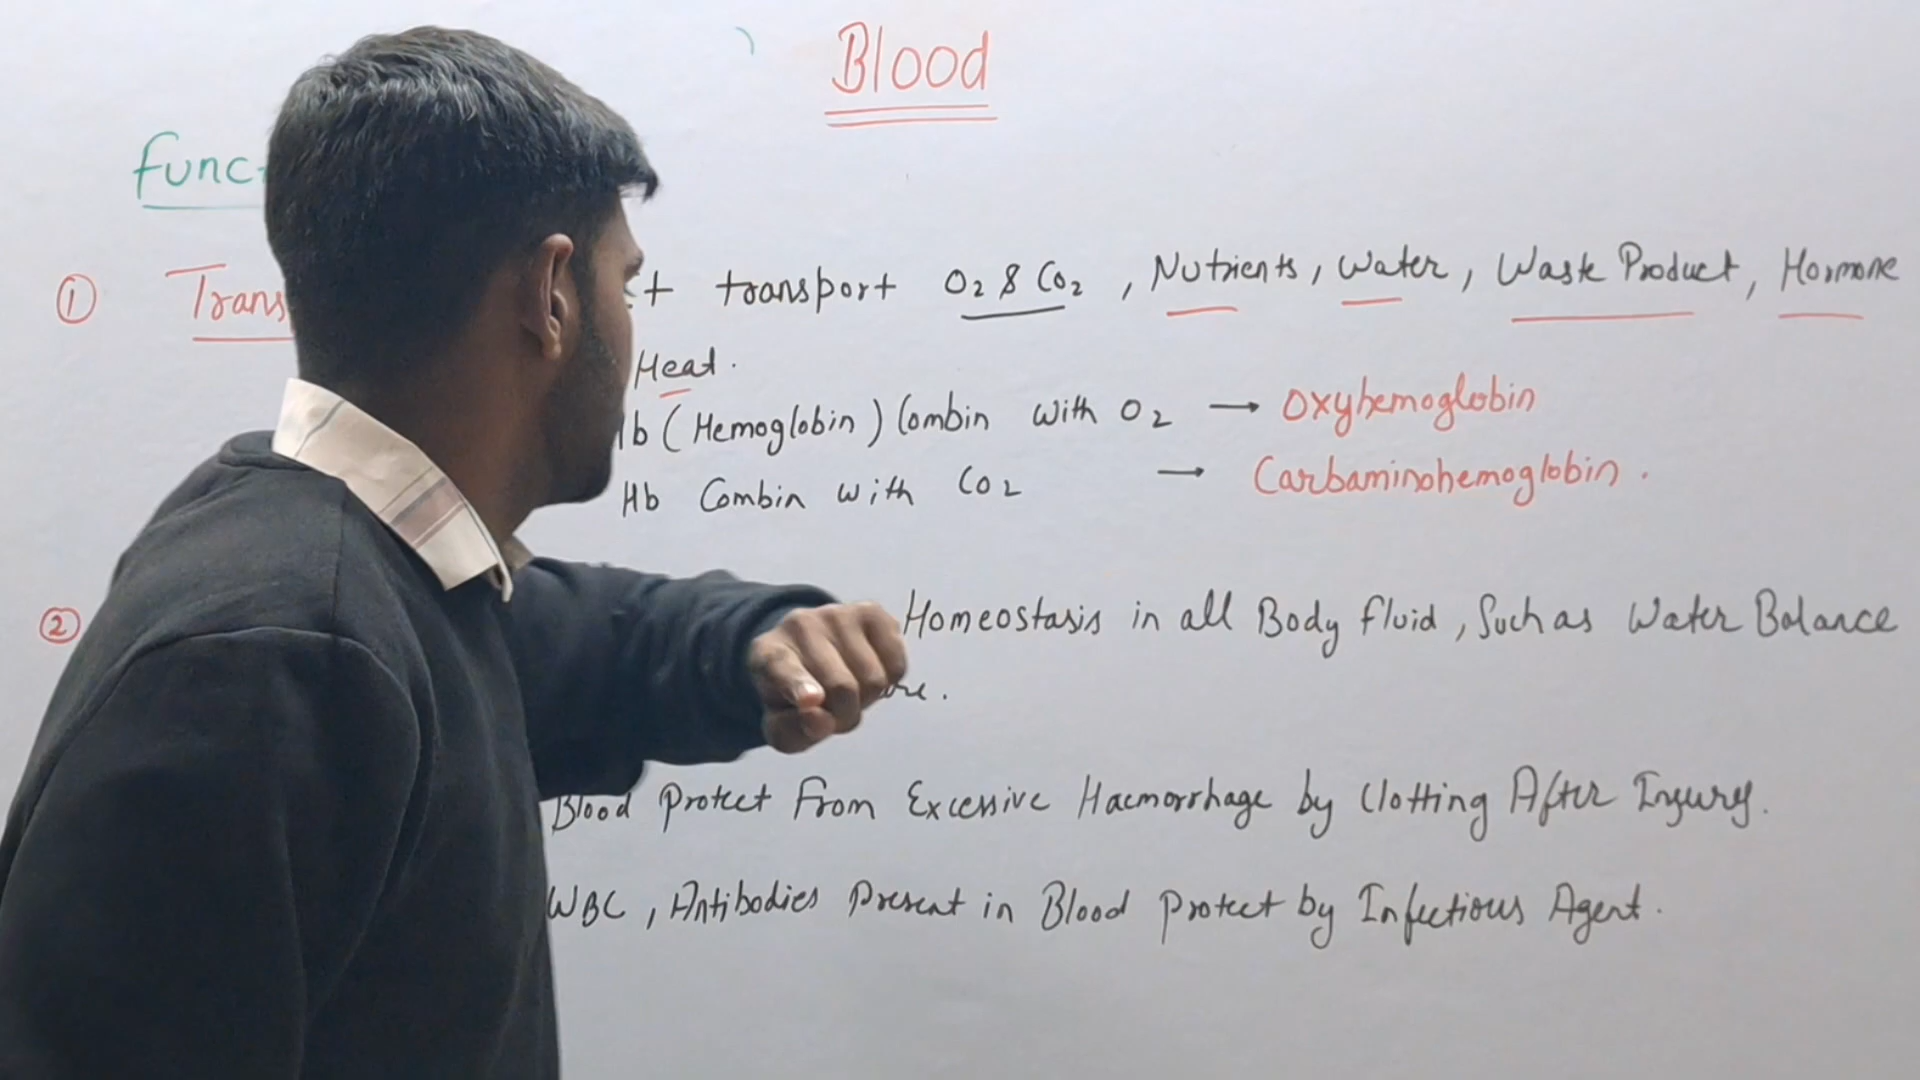 Blood
① transport O2 & CO2 , Nutrients, Water, Waste Product, Hormone
Heat.
(Hemoglobin) Combin with O2 → Oxyhemoglobin
Hb Combin with CO2 → Carbaminohemoglobin.
② Homeostasis in all Body fluid, Such as Water Balance
Blood Protect From Excessive Haemorrhage by Clotting After Injury.
WBC, Antibodies Present in Blood Protect by Infectious Agent.